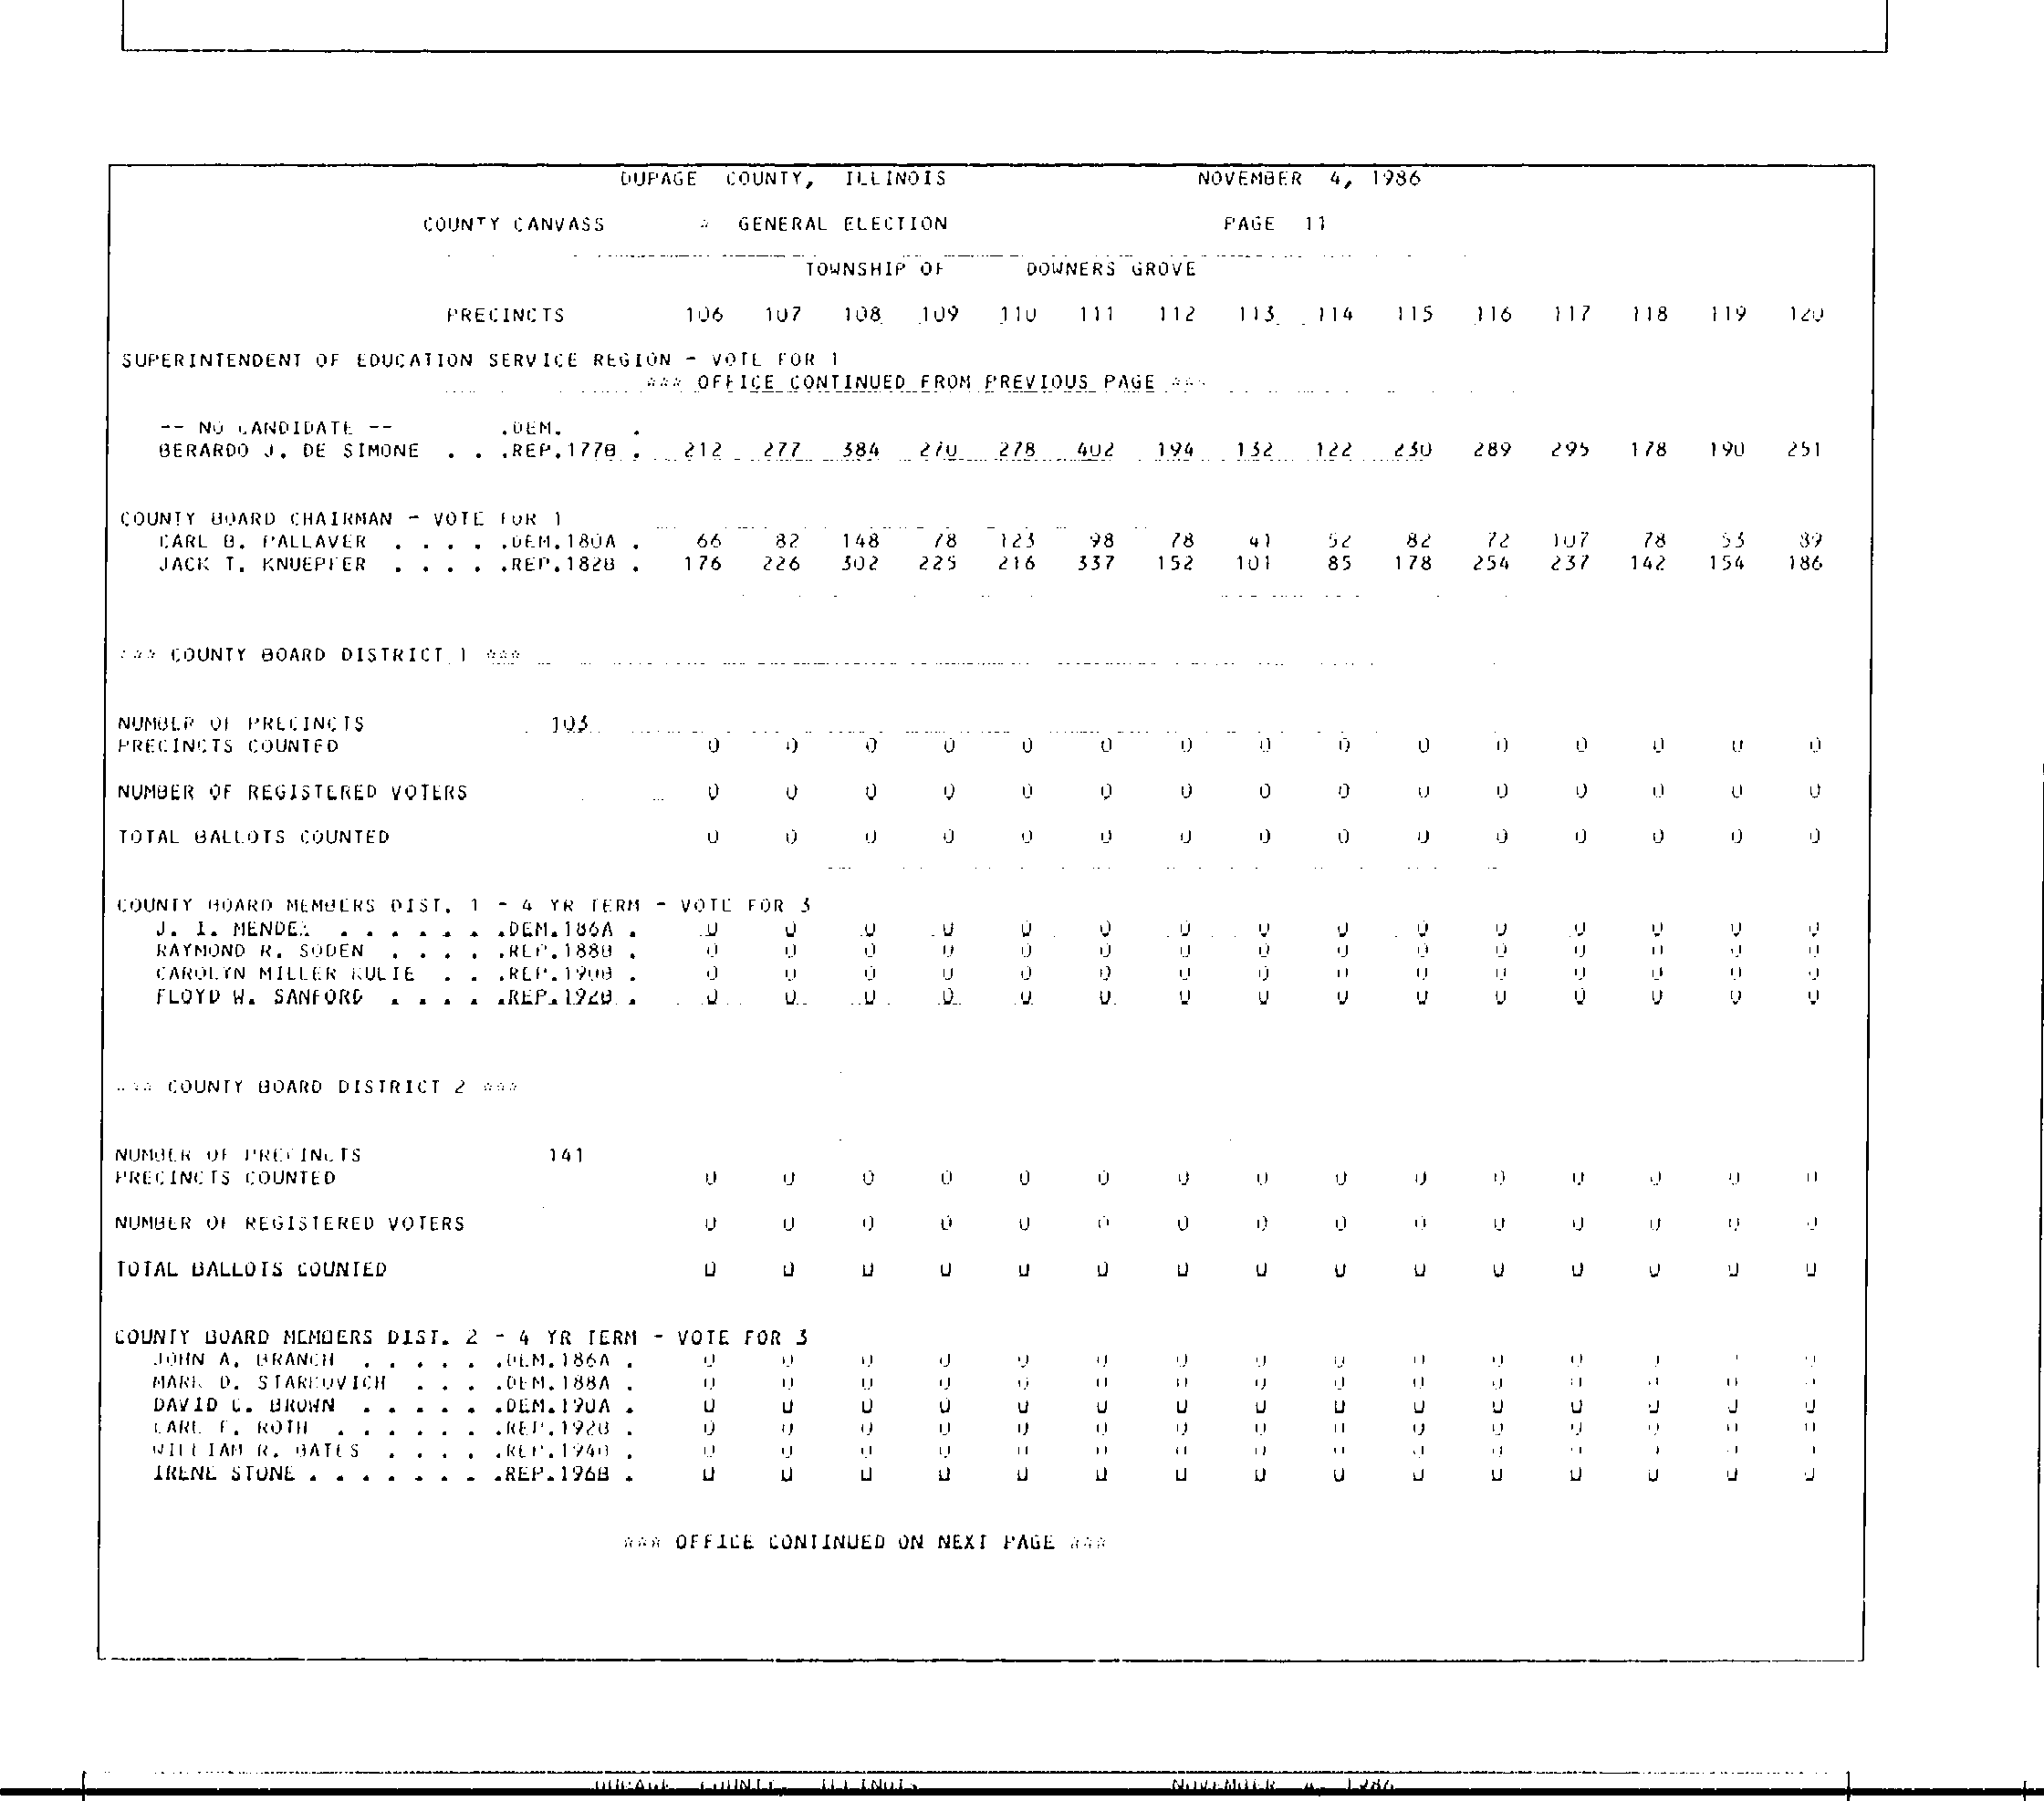 DUPAGE COUNTY, ILLINOIS NOVEMBER 4, 1986
COUNTY CANVASS * GENERAL ELECTION PAGE 11
TOWNSHIP OF DOWNERS GROVE
PRECINCTS 106 107 108 109 110 111 112 113 114 115 116 117 118 119 120
SUPERINTENDENT OF EDUCATION SERVICE REGION - VOTE FOR 1
*** OFFICE CONTINUED FROM PREVIOUS PAGE ***
-- NO CANDIDATE -- .DEM. .
BERARDO J. DE SIMONE . . .REP.177B . 212 277 384 270 278 402 194 132 122 230 289 295 178 190 251
COUNTY BOARD CHAIRMAN - VOTE FOR 1
CARL B. PALLAVER . . . . .DEM.180A . 66 82 148 78 123 98 78 41 52 82 72 107 78 53 89
JACK T. KNUEPFER . . . . .REP.182B . 176 226 302 225 216 337 152 101 85 178 254 237 142 154 186
*** COUNTY BOARD DISTRICT 1 ***
NUMBER OF PRECINCTS 103
PRECINCTS COUNTED 0 0 0 0 0 0 0 0 0 0 0 0 0 0 0
NUMBER OF REGISTERED VOTERS 0 0 0 0 0 0 0 0 0 0 0 0 0 0 0
TOTAL BALLOTS COUNTED 0 0 0 0 0 0 0 0 0 0 0 0 0 0 0
COUNTY BOARD MEMBERS DIST. 1 - 4 YR TERM - VOTE FOR 3
J. I. . . . . . . .DEM.186A . 0 0 0 0 0 0 0 0 0 0 0 0 0 0 0
RAYMOND R. SODEN . . . . .REP.188B . 0 0 0 0 0 0 0 0 0 0 0 0 0 0 0
CAROLYN MILLER KULIE . . .REP.190B . 0 0 0 0 0 0 0 0 0 0 0 0 0 0 0
FLOYD W. SANFORD . . . . .REP.192B . 0 0 0 0 0 0 0 0 0 0 0 0 0 0 0
*** COUNTY BOARD DISTRICT 2 ***
NUMBER OF PRECINCTS 141
PRECINCTS COUNTED 0 0 0 0 0 0 0 0 0 0 0 0 0 0 0
NUMBER OF REGISTERED VOTERS 0 0 0 0 0 0 0 0 0 0 0 0 0 0 0
TOTAL BALLOTS COUNTED 0 0 0 0 0 0 0 0 0 0 0 0 0 0 0
COUNTY BOARD MEMBERS DIST. 2 - 4 YR TERM - VOTE FOR 3
JOHN A. BRANCH . . . . . .DEM.186A . 0 0 0 0 0 0 0 0 0 0 0 0 0 0 0
MARK D. STARKOVICH . . . .DEM.188A . 0 0 0 0 0 0 0 0 0 0 0 0 0 0 0
DAVID C. BROWN . . . . . .DEM.190A . 0 0 0 0 0 0 0 0 0 0 0 0 0 0 0
CARL F. ROTH . . . . . . .REP.192B . 0 0 0 0 0 0 0 0 0 0 0 0 0 0 0
WILLIAM R. BATES . . . . .REP.194B . 0 0 0 0 0 0 0 0 0 0 0 0 0 0 0
IRENE STONE . . . . . . . .REP.196B . 0 0 0 0 0 0 0 0 0 0 0 0 0 0 0
*** OFFICE CONTINUED ON NEXT PAGE ***
DUPAGE COUNTY, ILLINOIS NOVEMBER 4, 1986